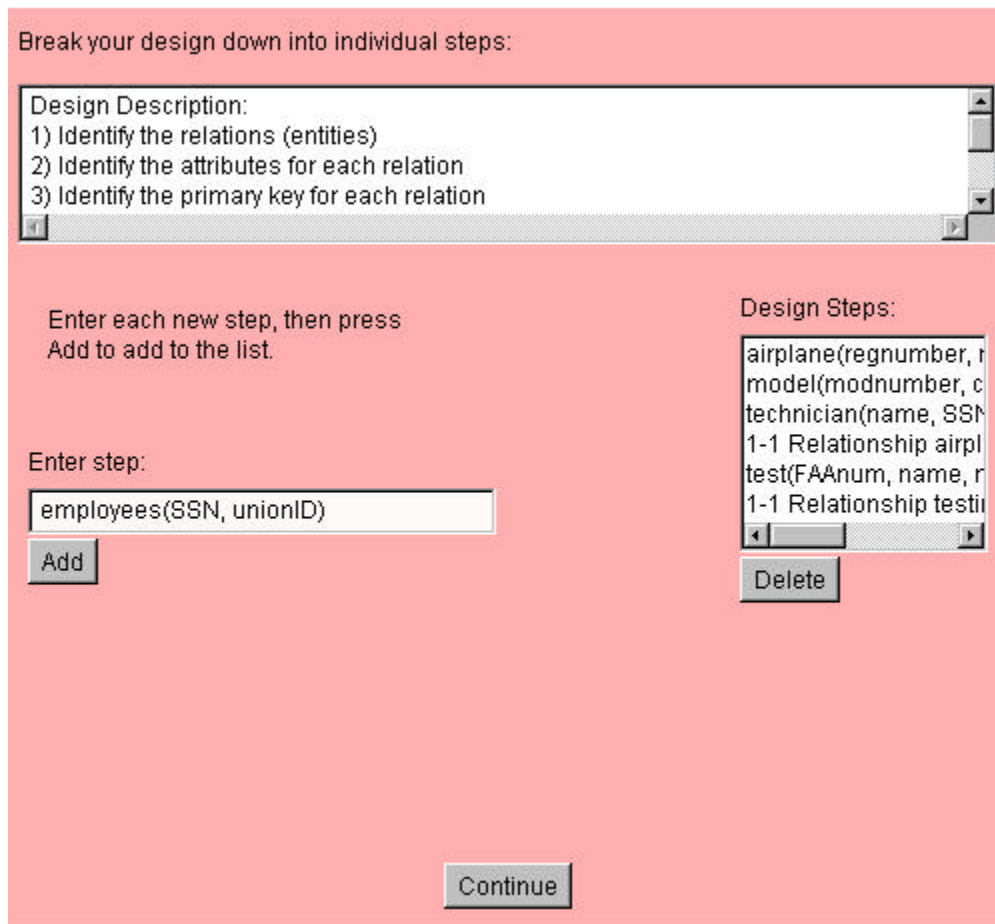 Break your design down into individual steps:
Design Description:
1) Identify the relations (entities)
2) Identify the attributes for each relation
3) Identify the primary key for each relation
Enter each new step, then press
Add to add to the list.
Enter step:
employees(SSN, unionID)
Add
Design Steps:
airplane(regnumber,
model(modnumber,
technician(name,
1-1 Relationship
test(FAAnum, name,
1-1 Relationship
Delete
Continue